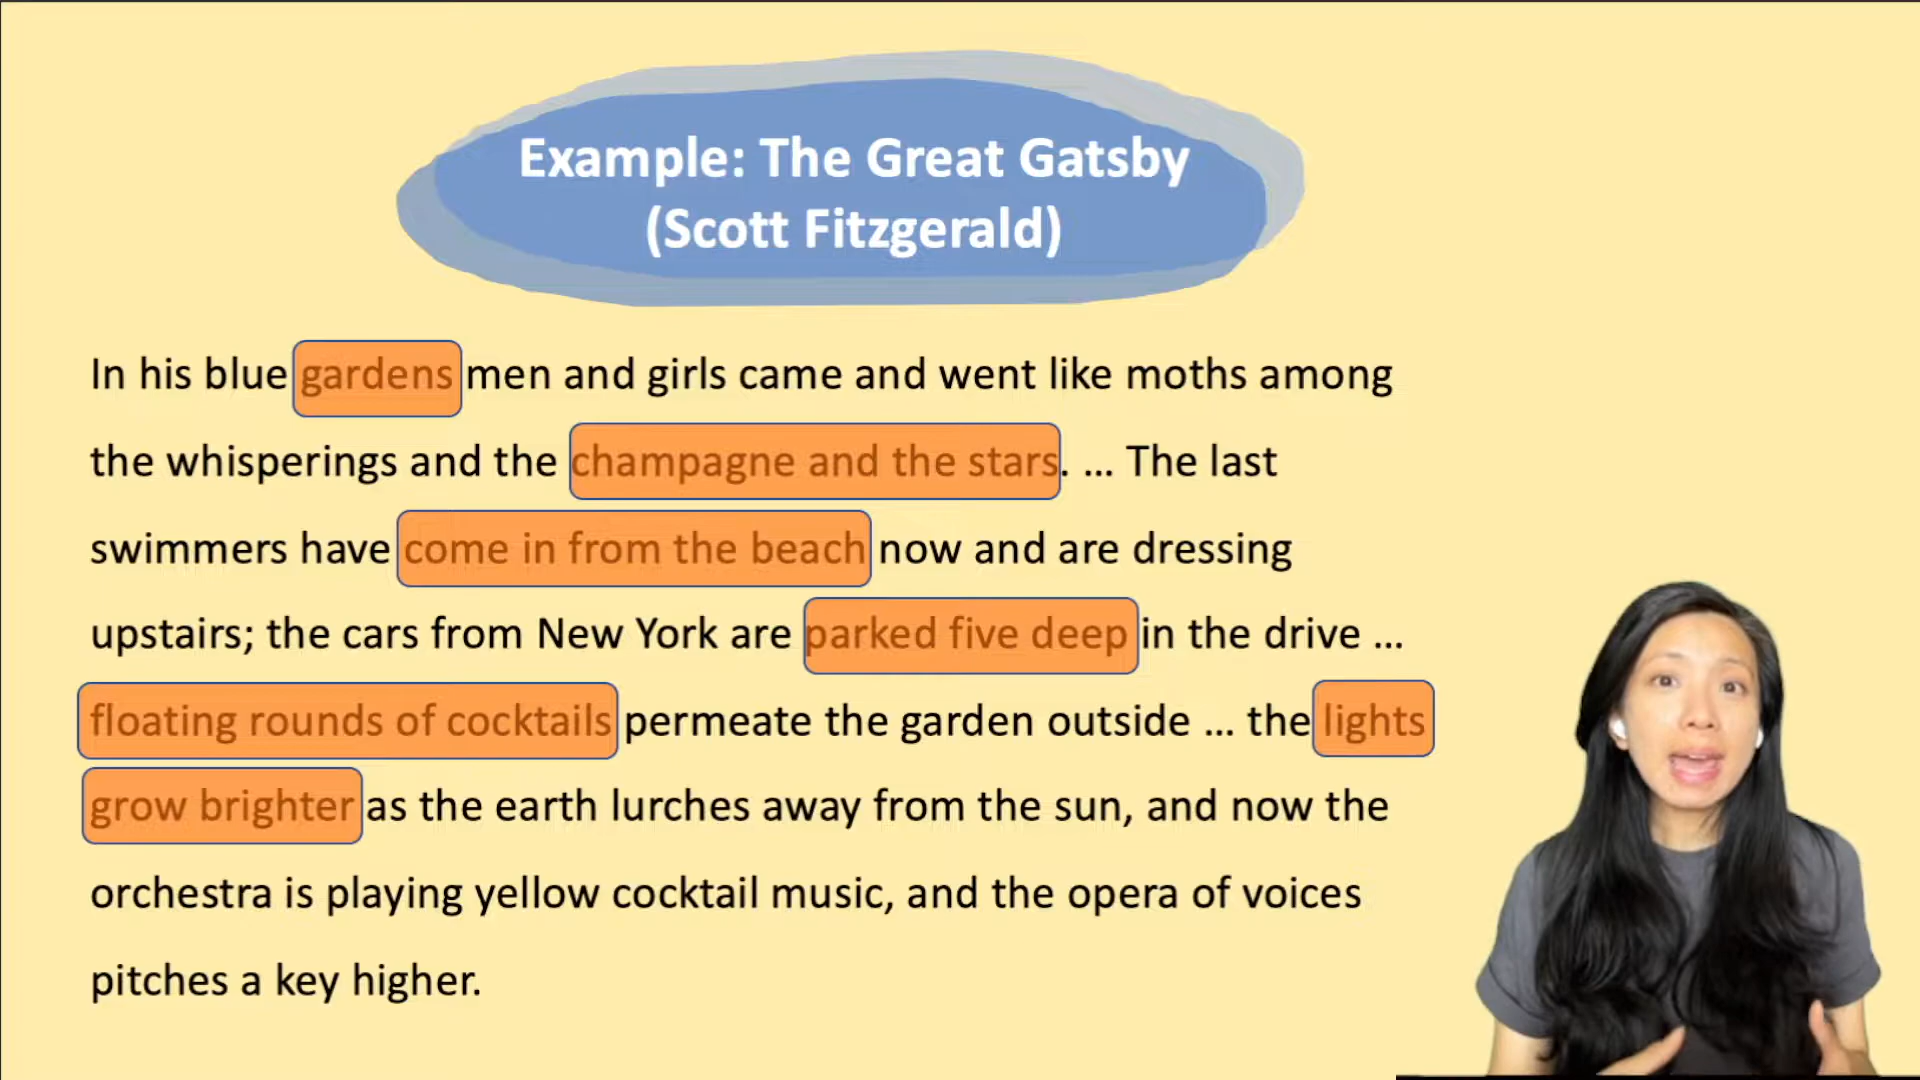 Example: The Great Gatsby
(Scott Fitzgerald)
In his blue gardens men and girls came and went like moths among
the whisperings and the champagne and the stars. ... The last
swimmers have come in from the beach now and are dressing
upstairs; the cars from New York are parked five deep in the drive ...
floating rounds of cocktails permeate the garden outside ... the lights
grow brighter as the earth lurches away from the sun, and now the
orchestra is playing yellow cocktail music, and the opera of voices
pitches a key higher.